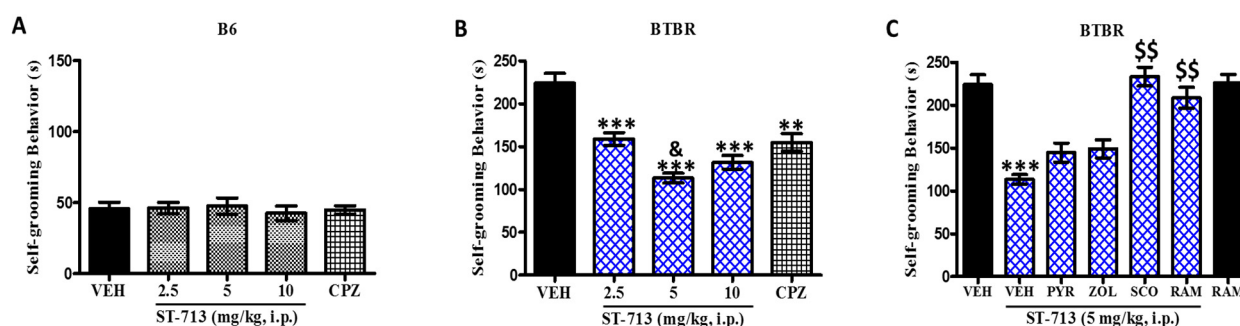 A
B6
Self-grooming Behavior (s)
150
100
50
0
VEH
2.5
5
10
CPZ
ST-713 (mg/kg, i.p.)
B
BTBR
Self-grooming Behavior (s)
250
200
150
100
50
0
***
&
***
***
**
VEH
2.5
5
10
CPZ
ST-713 (mg/kg, i.p.)
C
BTBR
Self-grooming Behavior (s)
250
200
150
100
50
0
***
$$
$$
VEH
VEH
PYR
ZOL
SCO
RAM
RAM
ST-713 (5 mg/kg, i.p.)